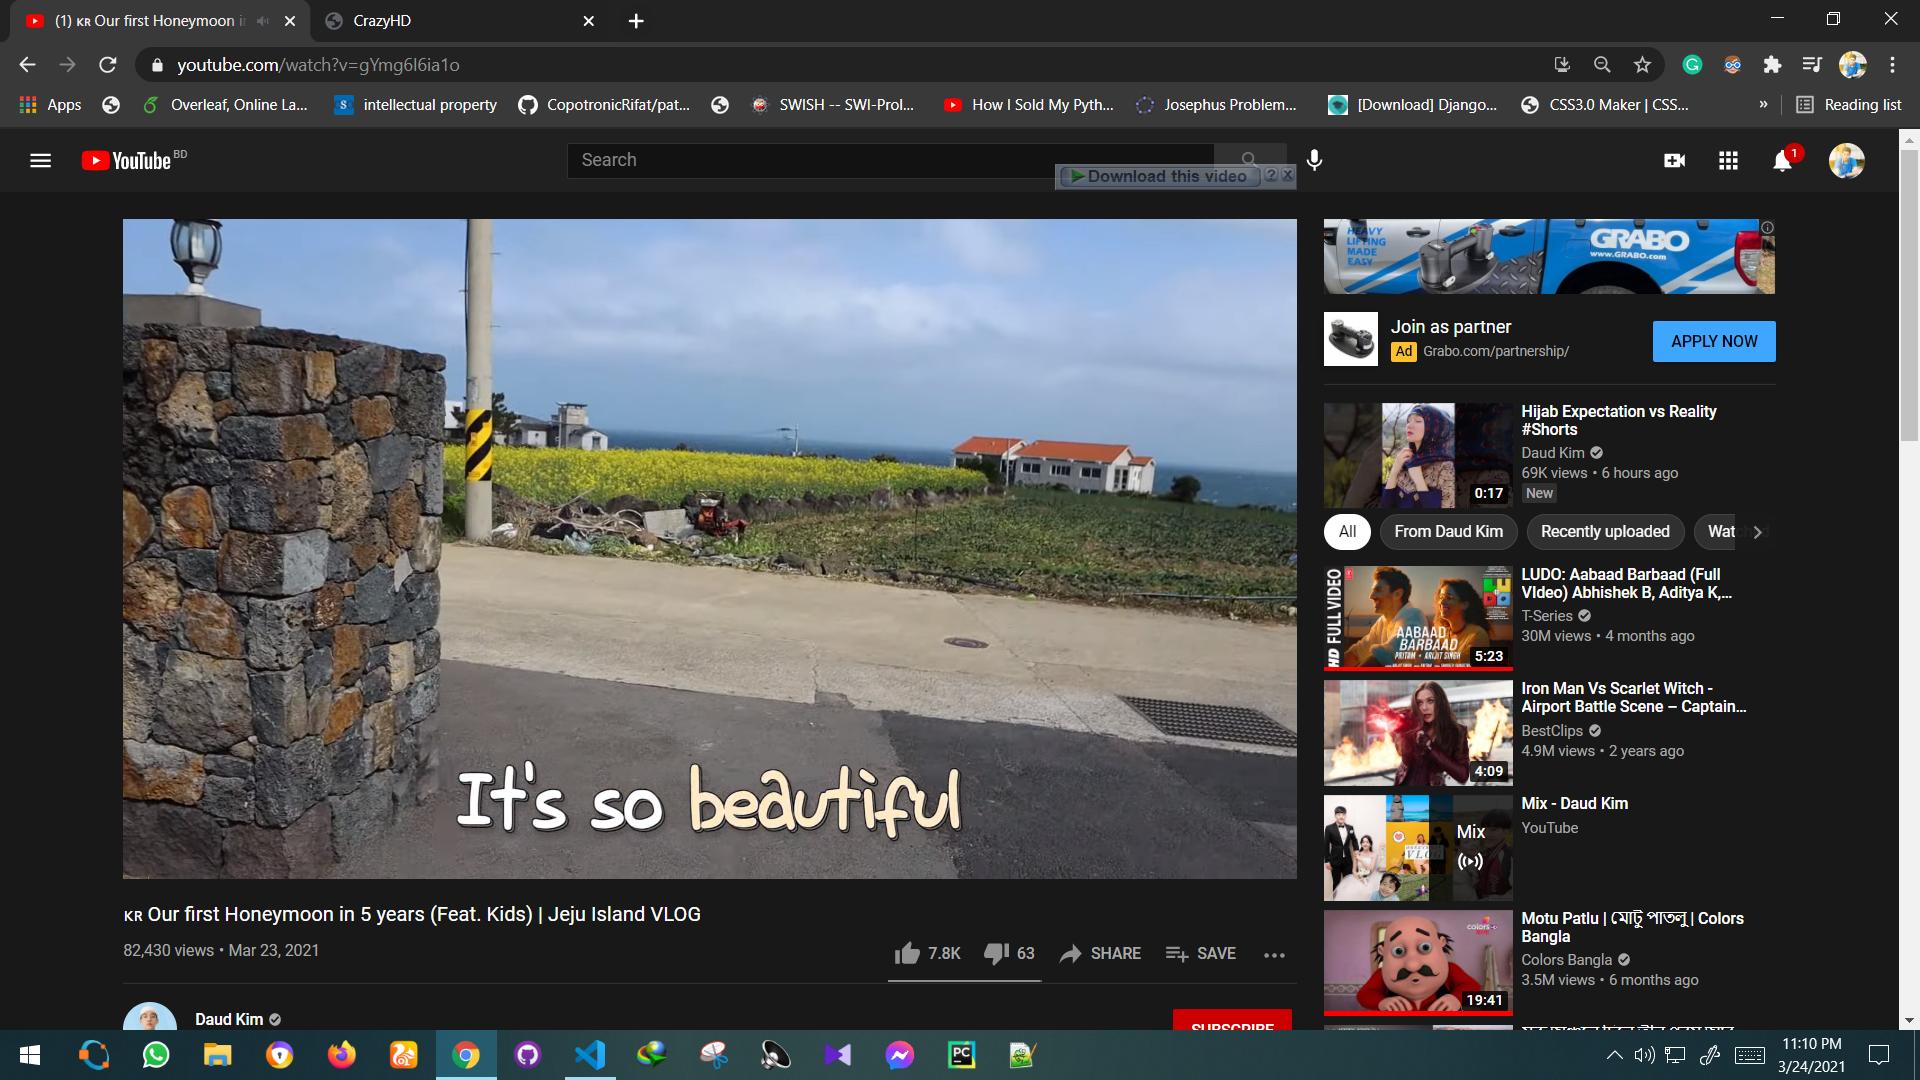 (1) ᴋʀ Our first Honeymoon i
CrazyHD
youtube.com/watch?v=gYmg6l6ia1o
Apps
Overleaf, Online La...
intellectual property
CopotronicRifat/pat...
SWISH -- SWI-Prol...
How I Sold My Pyth...
Josephus Problem...
[Download] Django...
CSS3.0 Maker | CSS...
»
Reading list
YouTube BD
Search
Download this video
1
HEAVY
LIFTING
MADE
EASY
GRABO
www.GRABO.com
Join as partner
Ad Grabo.com/partnership/
APPLY NOW
Hijab Expectation vs Reality
#Shorts
Daud Kim
69K views • 6 hours ago
New
0:17
All
From Daud Kim
Recently uploaded
Watched
HD FULL VIDEO
AABAAD
BARBAAD
PRITAM • ARIJIT SINGH
5:23
LUDO: Aabaad Barbaad (Full
VIdeo) Abhishek B, Aditya K,...
T-Series
30M views • 4 months ago
Iron Man Vs Scarlet Witch -
Airport Battle Scene – Captain...
BestClips
4.9M views • 2 years ago
4:09
Mix - Daud Kim
YouTube
Mix
VLOG
Motu Patlu | মোটু পাতলু | Colors
Bangla
Colors Bangla
3.5M views • 6 months ago
colors
19:41
It's so beautiful
ᴋʀ Our first Honeymoon in 5 years (Feat. Kids) | Jeju Island VLOG
82,430 views • Mar 23, 2021
7.8K
63
SHARE
SAVE
Daud Kim
SUBSCRIBE
PC
11:10 PM
3/24/2021